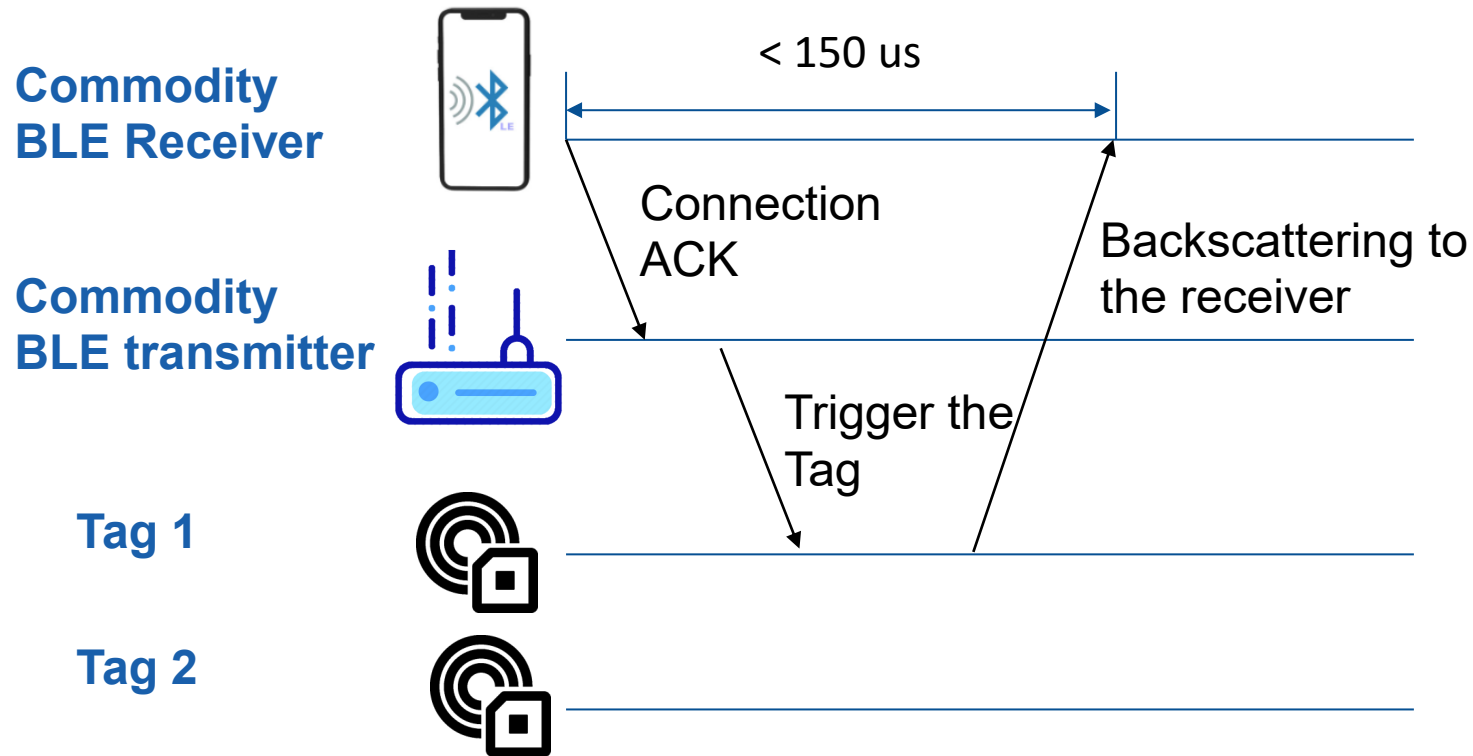 < 150 us
Commodity
BLE Receiver
LE
Connection
ACK
Backscattering to
the receiver
Commodity
BLE transmitter
Trigger the
Tag
Tag 1
Tag 2